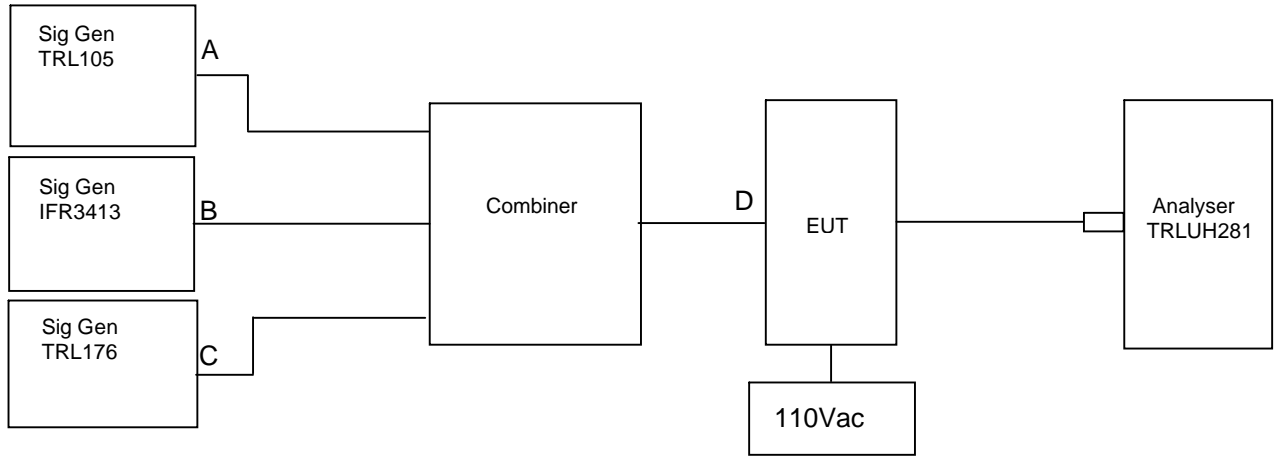 Sig Gen
TRL105
A
Sig Gen
IFR3413
B
Sig Gen
TRL176
C
Combiner
D
EUT
110Vac
Analyser
TRLUH281